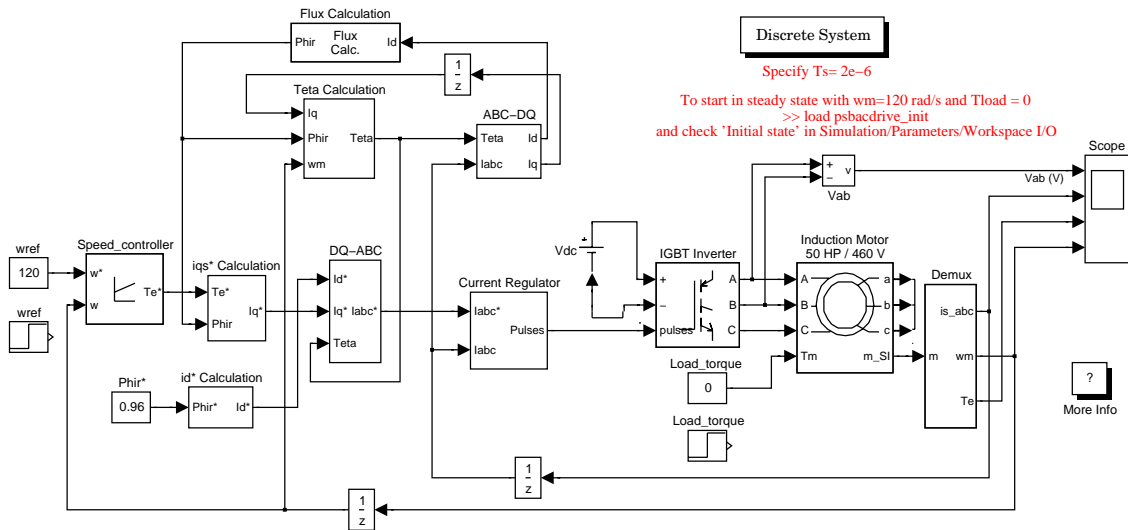 Flux Calculation
Phir
Flux
Calc.
Id
Discrete System
Specify Ts= 2e−6
To start in steady state with wm=120 rad/s and Tload = 0
>> load psbacdrive_init
and check 'Initial state' in Simulation/Parameters/Workspace I/O
1
z
Teta Calculation
Iq
Phir
wm
Teta
ABC−DQ
Teta
Iabc
Id
Iq
Scope
+
−
v
Vab
Vab (V)
wref
120
Speed_controller
w*
w
Te*
iqs* Calculation
Te*
Phir
Iq*
DQ−ABC
Id*
Iq*
Iabc*
Teta
Current Regulator
Iabc*
Iabc
Pulses
+
Vdc
IGBT Inverter
+
−
pulses
A
B
C
Induction Motor
50 HP / 460 V
A
B
C
Tm
a
b
c
m_SI
Demux
m
is_abc
wm
Te
wref
Phir*
0.96
id* Calculation
Phir*
Id*
Load_torque
0
Load_torque
?
More Info
1
z
1
z